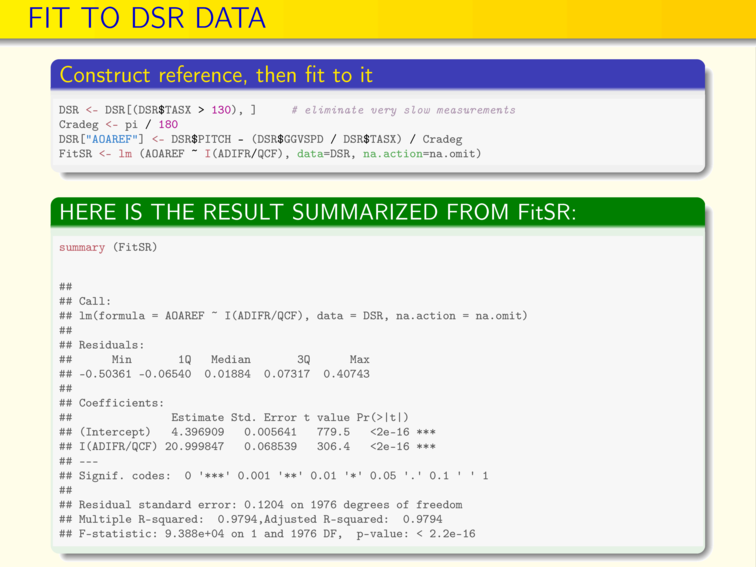 FIT TO DSR DATA
Construct reference, then fit to it
DSR <- DSR[(DSR$TASX > 130), ]     # eliminate very slow measurements
Cradeg <- pi / 180
DSR["AOAREF"] <- DSR$PITCH - (DSR$GGVSPD / DSR$TASX) / Cradeg
FitSR <- lm (AOAREF ~ I(ADIFR/QCF), data=DSR, na.action=na.omit)
HERE IS THE RESULT SUMMARIZED FROM FitSR:
summary (FitSR)
##
## Call:
## lm(formula = AOAREF ~ I(ADIFR/QCF), data = DSR, na.action = na.omit)
##
## Residuals:
##      Min       1Q   Median       3Q      Max
## -0.50361 -0.06540  0.01884  0.07317  0.40743
##
## Coefficients:
##               Estimate Std. Error t value Pr(>|t|)
## (Intercept)   4.396909   0.005641   779.5   <2e-16 ***
## I(ADIFR/QCF) 20.999847   0.068539   306.4   <2e-16 ***
## ---
## Signif. codes:  0 '***' 0.001 '**' 0.01 '*' 0.05 '.' 0.1 ' ' 1
##
## Residual standard error: 0.1204 on 1976 degrees of freedom
## Multiple R-squared:  0.9794,Adjusted R-squared:  0.9794
## F-statistic: 9.388e+04 on 1 and 1976 DF,  p-value: < 2.2e-16